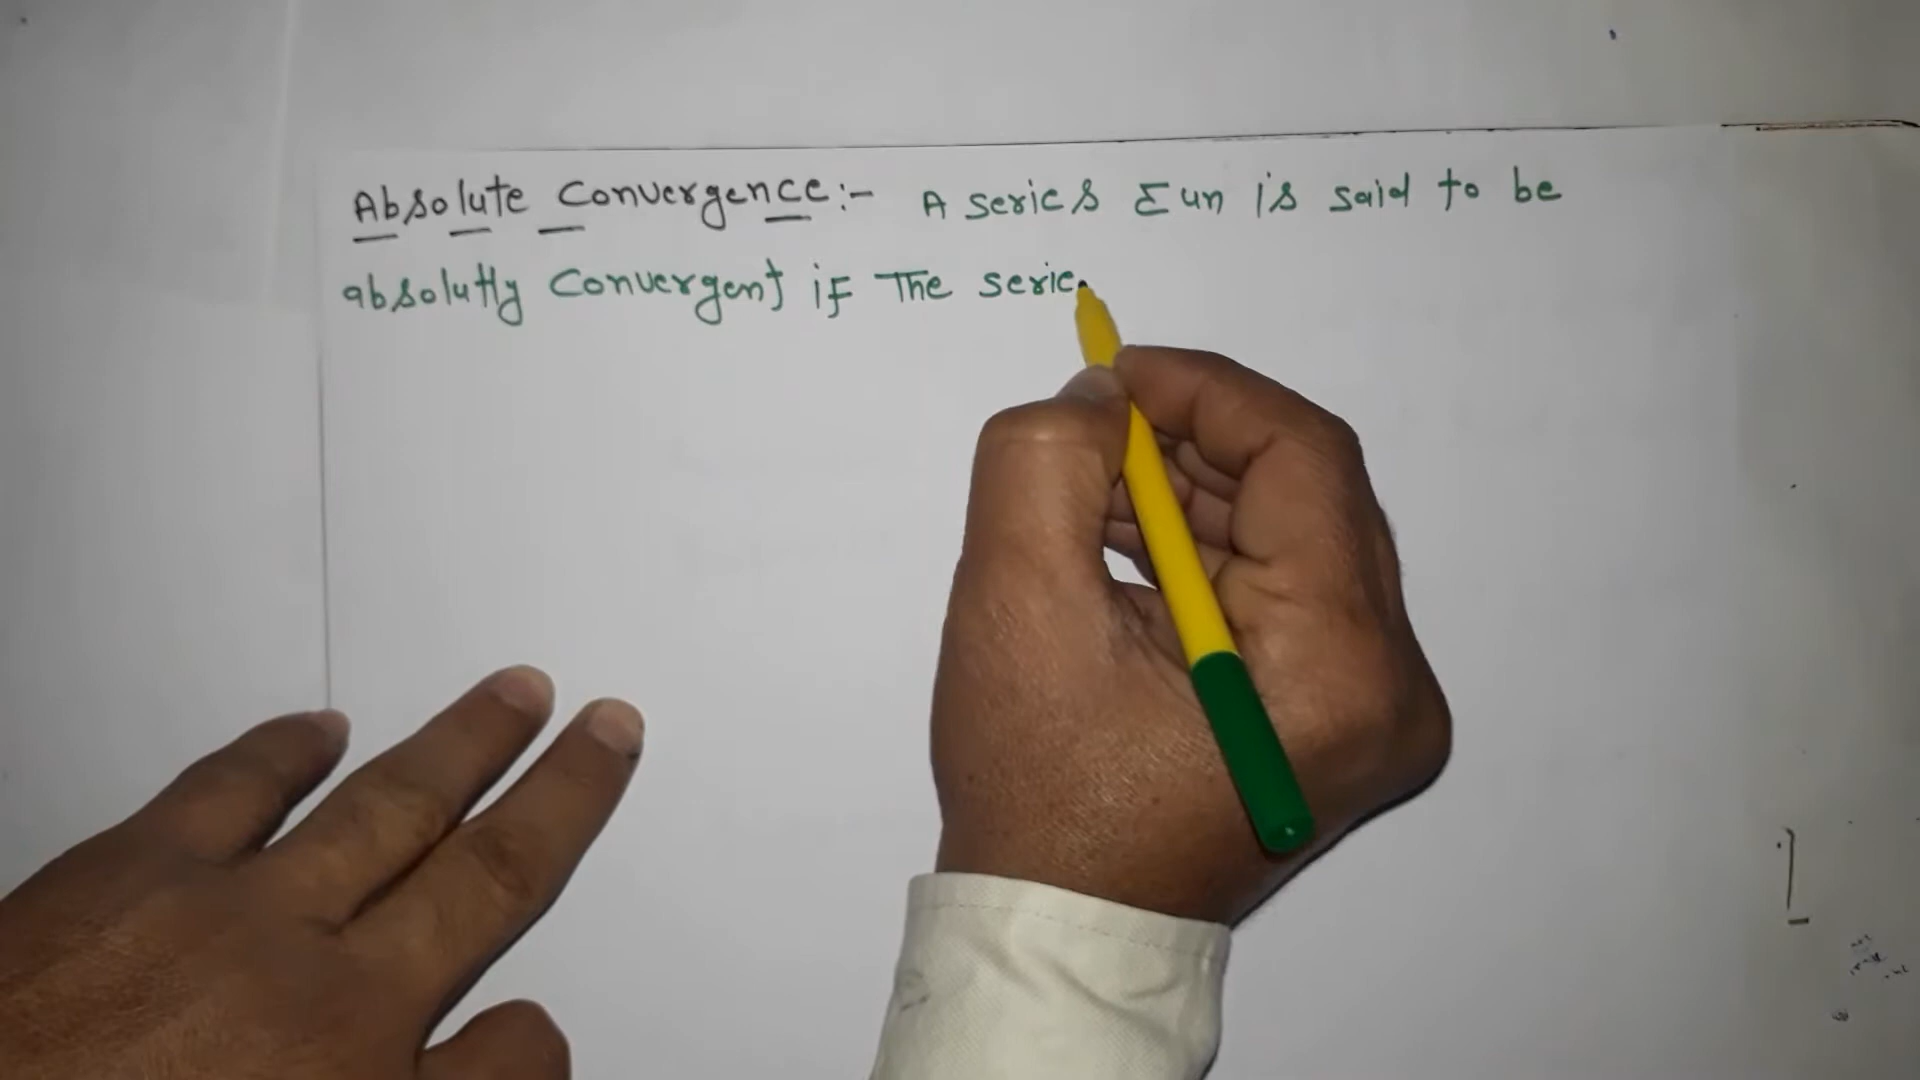 Absolute Convergence:- A series Σun is said to be
absolutly Convergent if The serie